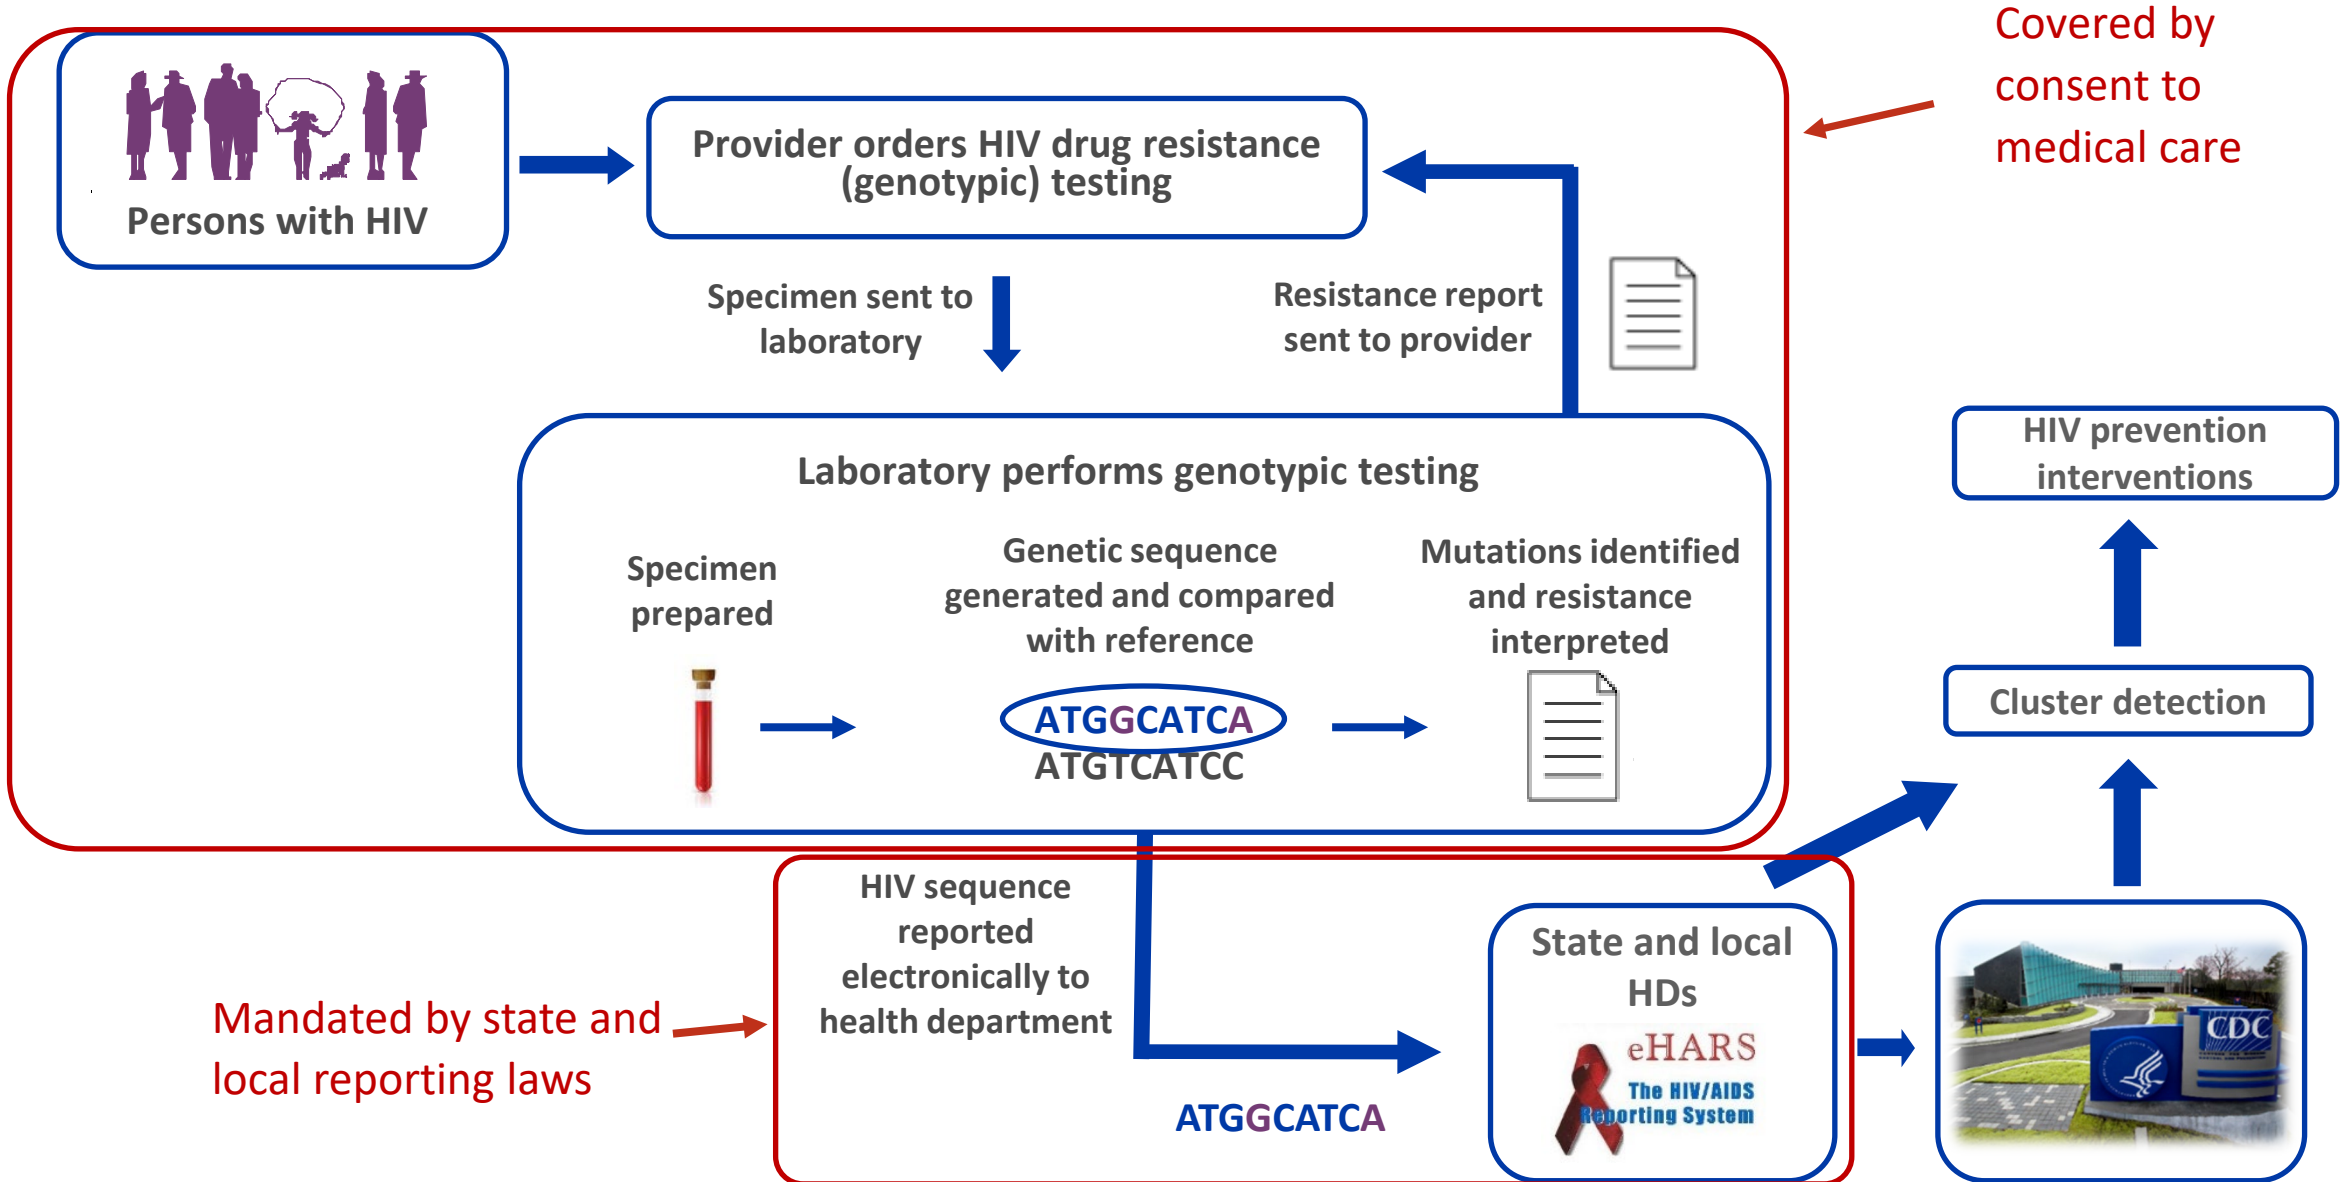 Covered by
consent to
medical care
Persons with HIV
Provider orders HIV drug resistance
(genotypic) testing
Specimen sent to
laboratory
Resistance report
sent to provider
Laboratory performs genotypic testing
Specimen
prepared
Genetic sequence
generated and compared
with reference
Mutations identified
and resistance
interpreted
ATGGCATCA
ATGTCATCC
HIV prevention
interventions
Cluster detection
HIV sequence
reported
electronically to
health department
Mandated by state and
local reporting laws
ATGGCATCA
State and local
HDs
eHARS
The HIV/AIDS
Reporting System
CDC